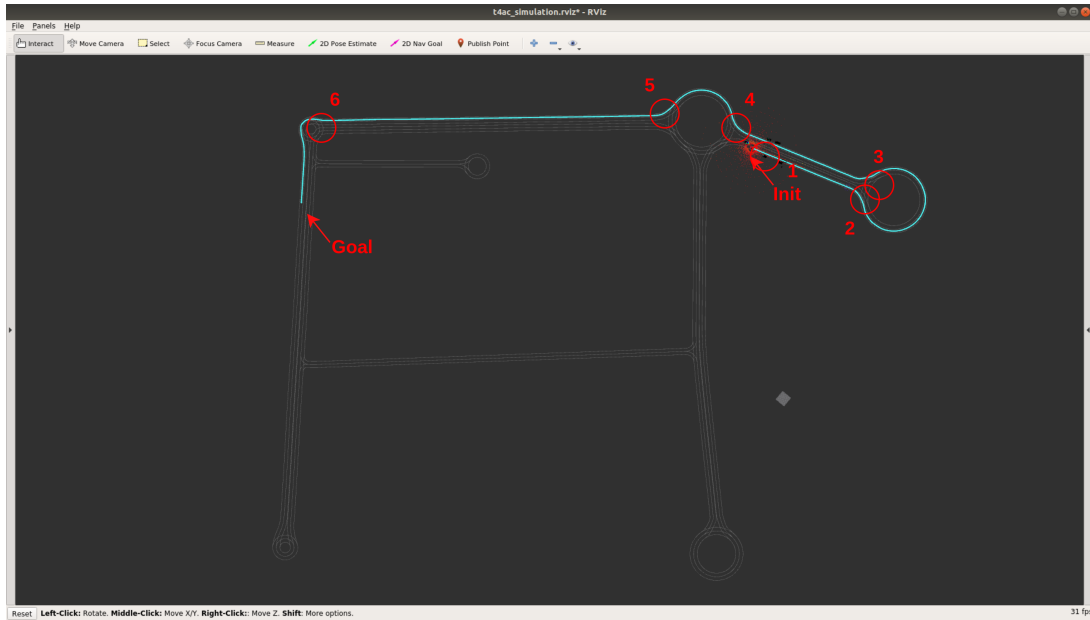 t4ac_simulation.rviz* - RViz
File Panels Help
Interact Move Camera Select Focus Camera Measure 2D Pose Estimate 2D Nav Goal Publish Point
6
5
4
3
1
Init
2
Goal
Reset Left-Click: Rotate. Middle-Click: Move X/Y. Right-Click:: Move Z. Shift: More options. 31 fps